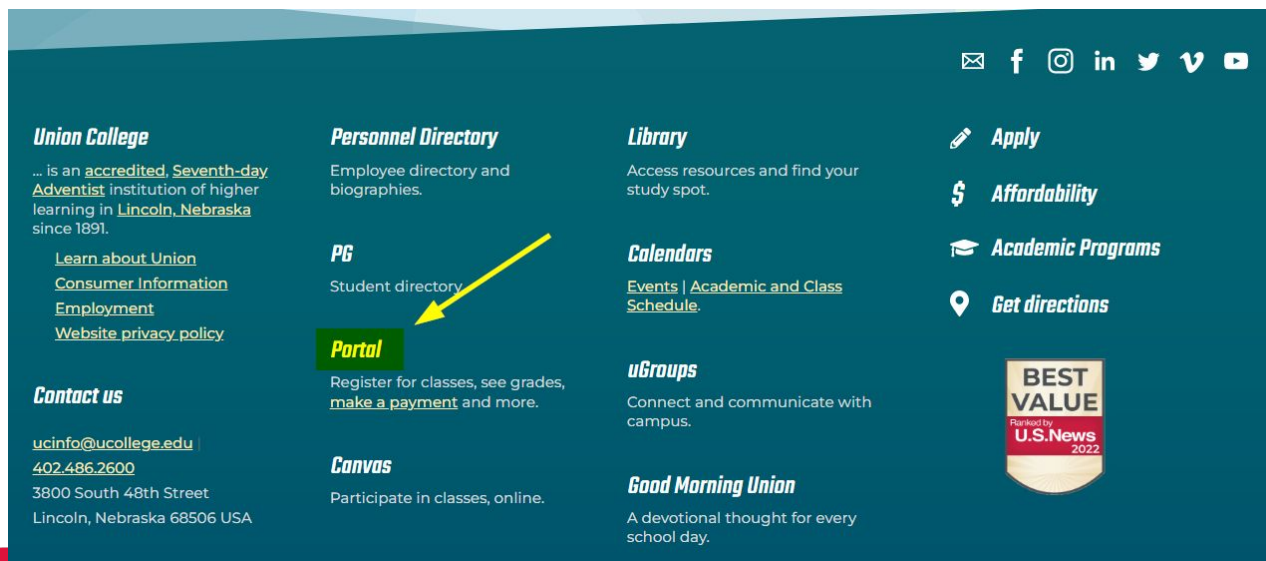 Union College
... is an accredited, Seventh-day
Adventist institution of higher
learning in Lincoln, Nebraska
since 1891.
Learn about Union
Consumer Information
Employment
Website privacy policy
Contact us
ucinfo@ucollege.edu |
402.486.2600
3800 South 48th Street
Lincoln, Nebraska 68506 USA
Personnel Directory
Employee directory and
biographies.
PG
Student directory
Portal
Register for classes, see grades,
make a payment and more.
Canvas
Participate in classes, online.
Library
Access resources and find your
study spot.
Calendars
Events | Academic and Class
Schedule.
uGroups
Connect and communicate with
campus.
Good Morning Union
A devotional thought for every
school day.
Apply
$ Affordability
Academic Programs
Get directions
BEST
VALUE
Ranked by
U.S.News
2022